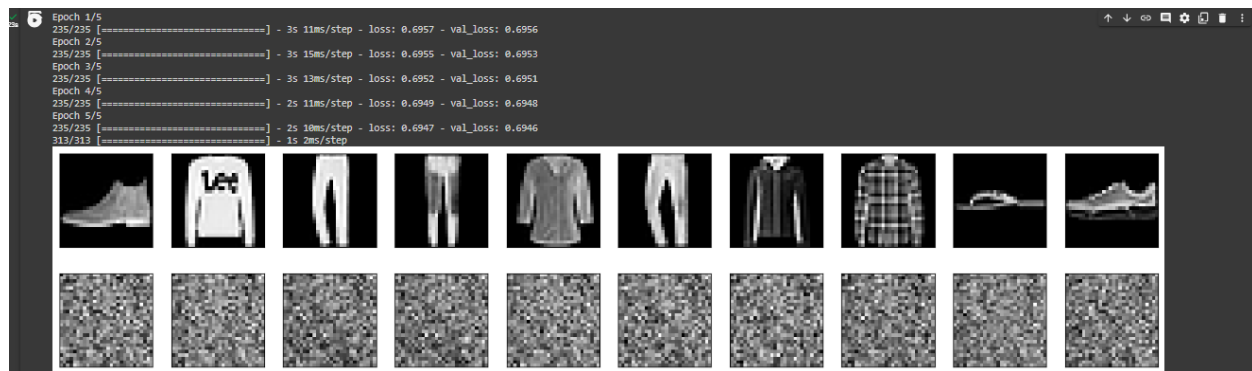 Epoch 1/5
235/235 [==============================] - 3s 11ms/step - loss: 0.6957 - val_loss: 0.6956
Epoch 2/5
235/235 [==============================] - 3s 15ms/step - loss: 0.6955 - val_loss: 0.6953
Epoch 3/5
235/235 [==============================] - 3s 13ms/step - loss: 0.6952 - val_loss: 0.6951
Epoch 4/5
235/235 [==============================] - 2s 11ms/step - loss: 0.6949 - val_loss: 0.6948
Epoch 5/5
235/235 [==============================] - 2s 10ms/step - loss: 0.6947 - val_loss: 0.6946
313/313 [==============================] - 1s 2ms/step
Lee